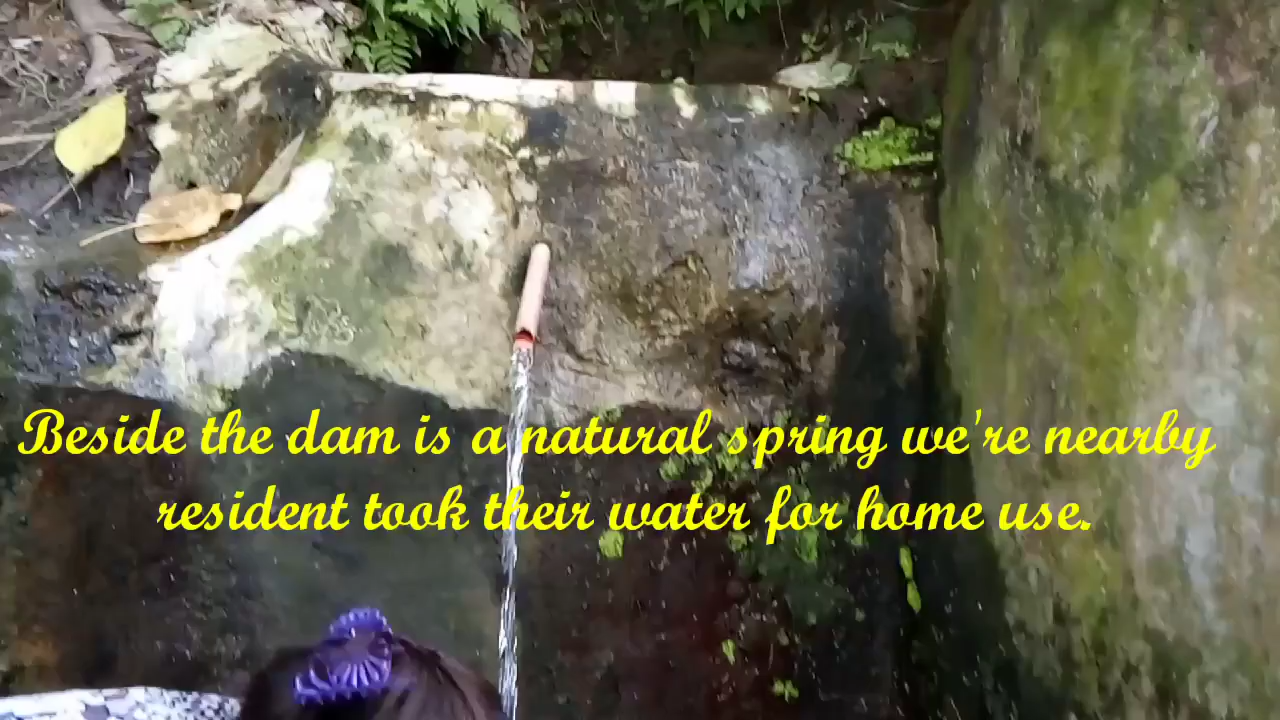 Beside the dam is a natural spring we're nearby
resident took their water for home use.